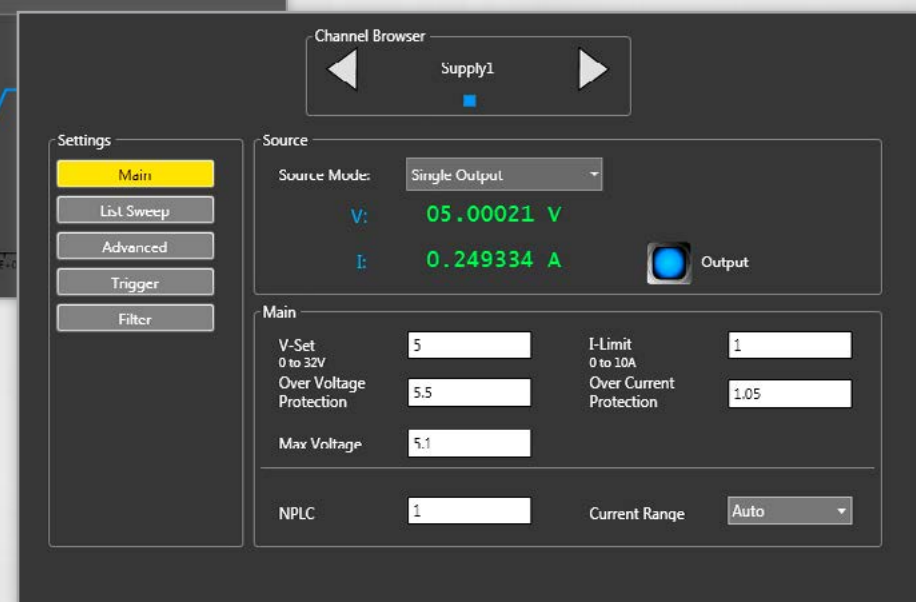 Channel Browser
Supply1
Settings
Main
List Sweep
Advanced
Trigger
Filter
Source
Source Mode:
Single Output
V:
05.00021 V
I:
0.249334 A
Output
Main
V-Set
0 to 32V
5
I-Limit
0 to 10A
1
Over Voltage
Protection
5.5
Over Current
Protection
1.05
Max Voltage
5.1
NPLC
1
Current Range
Auto